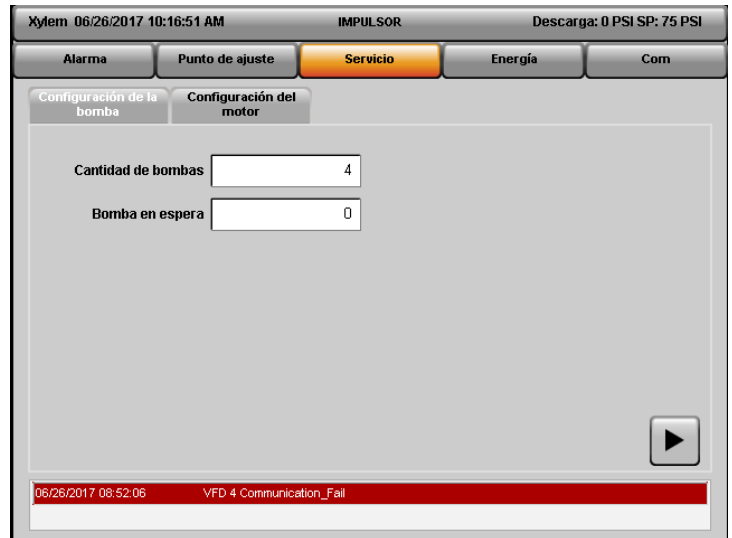 Xylem 06/26/2017 10:16:51 AM IMPULSOR Descarga: 0 PSI SP: 75 PSI
Alarma Punto de ajuste Servicio Energía Com
Configuración de la
bomba
Configuración del
motor
Cantidad de bombas 4
Bomba en espera 0
06/26/2017 08:52:06 VFD 4 Communication_Fail